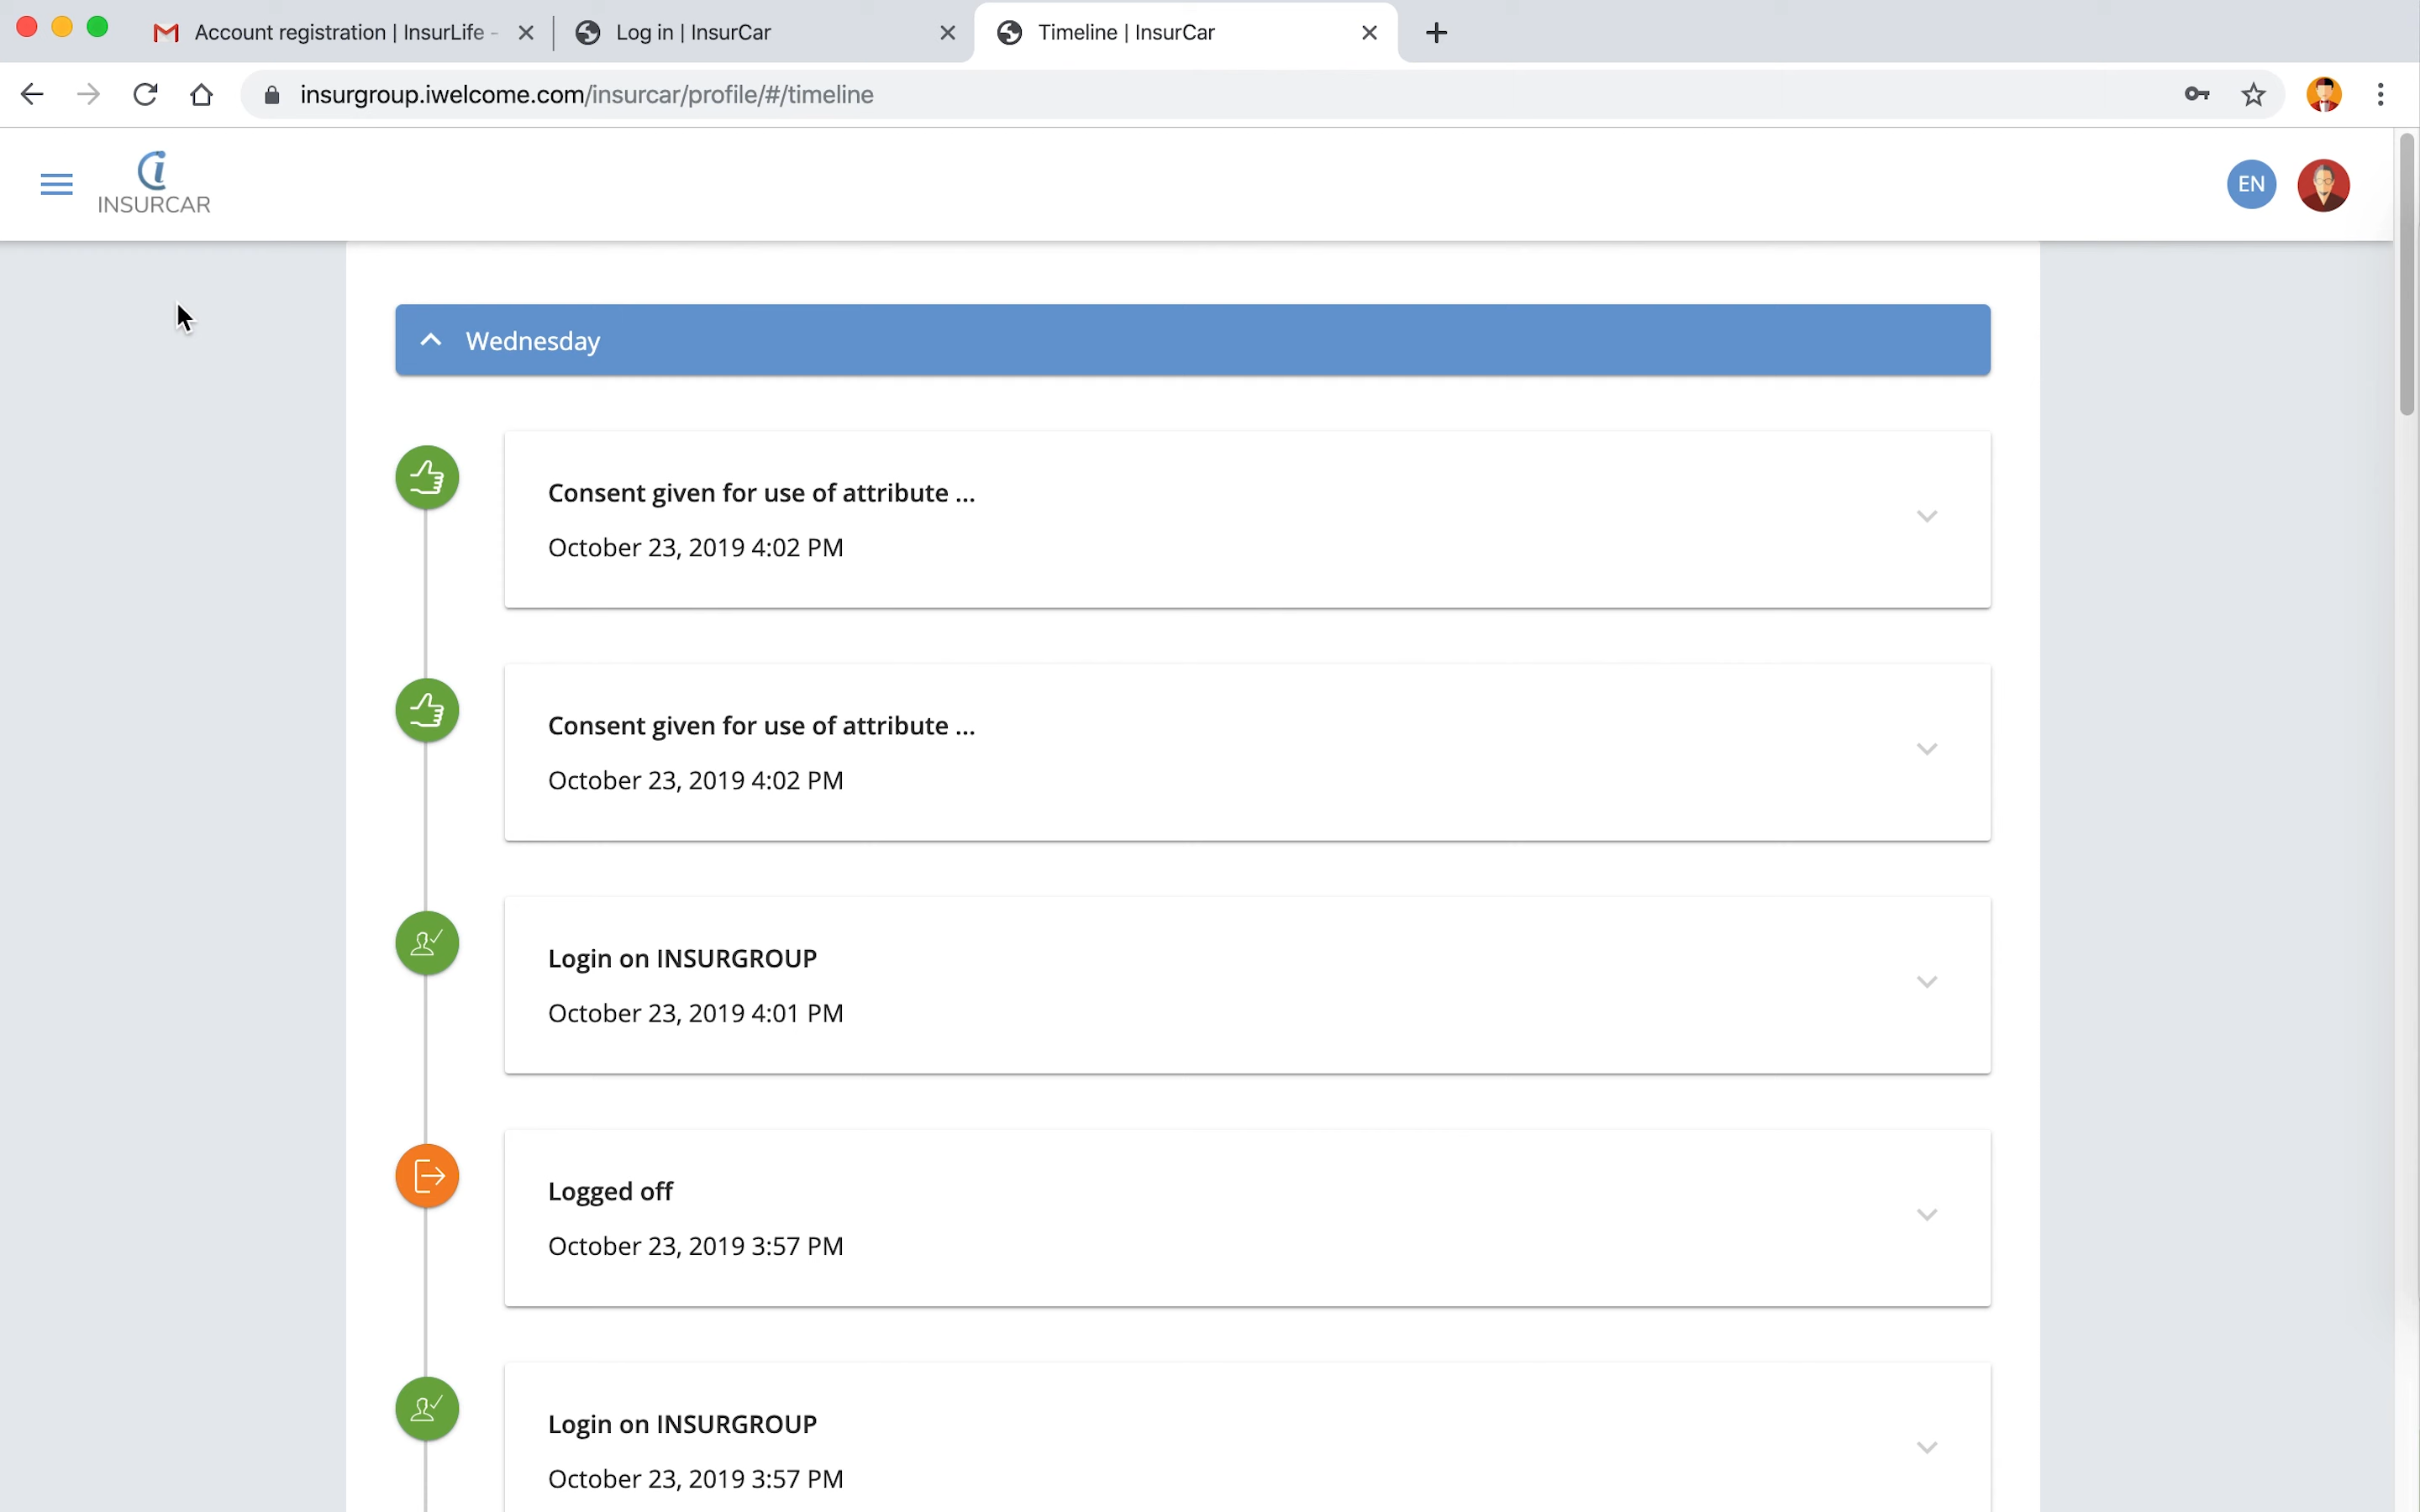 Account registration | InsurLife -
Log in | InsurCar
Timeline | InsurCar
insurgroup.iwelcome.com/insurcar/profile/#/timeline
INSURCAR
EN
Wednesday
Consent given for use of attribute ...
October 23, 2019 4:02 PM
Consent given for use of attribute ...
October 23, 2019 4:02 PM
Login on INSURGROUP
October 23, 2019 4:01 PM
Logged off
October 23, 2019 3:57 PM
Login on INSURGROUP
October 23, 2019 3:57 PM